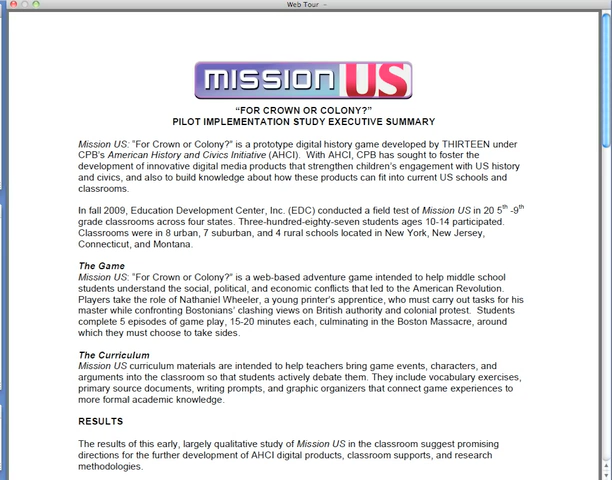 Web Tour -
MISSION US
“FOR CROWN OR COLONY?”
PILOT IMPLEMENTATION STUDY EXECUTIVE SUMMARY
Mission US: “For Crown or Colony?” is a prototype digital history game developed by THIRTEEN under
CPB’s American History and Civics Initiative (AHCI). With AHCI, CPB has sought to foster the
development of innovative digital media products that strengthen children’s engagement with US history
and civics, and also to build knowledge about how these products can fit into current US schools and
classrooms.
In fall 2009, Education Development Center, Inc. (EDC) conducted a field test of Mission US in 20 5th -9th
grade classrooms across four states. Three-hundred-eighty-seven students ages 10-14 participated.
Classrooms were in 8 urban, 7 suburban, and 4 rural schools located in New York, New Jersey,
Connecticut, and Montana.
The Game
Mission US: “For Crown or Colony?” is a web-based adventure game intended to help middle school
students understand the social, political, and economic conflicts that led to the American Revolution.
Players take the role of Nathaniel Wheeler, a young printer’s apprentice, who must carry out tasks for his
master while confronting Bostonians’ clashing views on British authority and colonial protest. Students
complete 5 episodes of game play, 15-20 minutes each, culminating in the Boston Massacre, around
which they must choose to take sides.
The Curriculum
Mission US curriculum materials are intended to help teachers bring game events, characters, and
arguments into the classroom so that students actively debate them. They include vocabulary exercises,
primary source documents, writing prompts, and graphic organizers that connect game experiences to
more formal academic knowledge.
RESULTS
The results of this early, largely qualitative study of Mission US in the classroom suggest promising
directions for the further development of AHCI digital products, classroom supports, and research
methodologies.